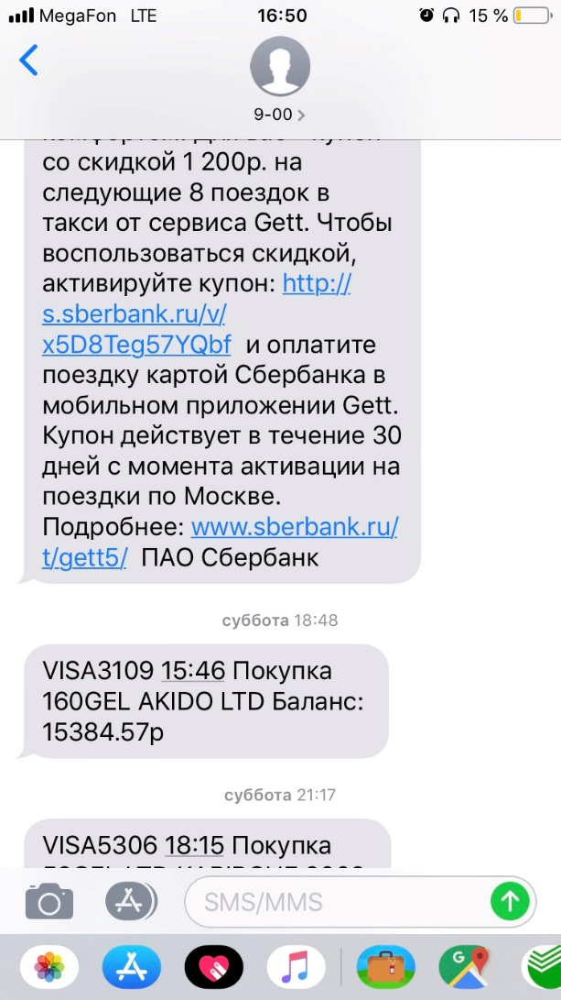 MegaFon LTE 16:50 15 %
9-00
со скидкой 1 200р. на
следующие 8 поездок в
такси от сервиса Gett. Чтобы
воспользоваться скидкой,
активируйте купон: http://
s.sberbank.ru/v/
x5D8Teg57YQbf и оплатите
поездку картой Сбербанка в
мобильном приложении Gett.
Купон действует в течение 30
дней с момента активации на
поездки по Москве.
Подробнее: www.sberbank.ru/
t/gett5/ ПАО Сбербанк
суббота 18:48
VISA3109 15:46 Покупка
160GEL AKIDO LTD Баланс:
15384.57р
суббота 21:17
VISA5306 18:15 Покупка
SMS/MMS